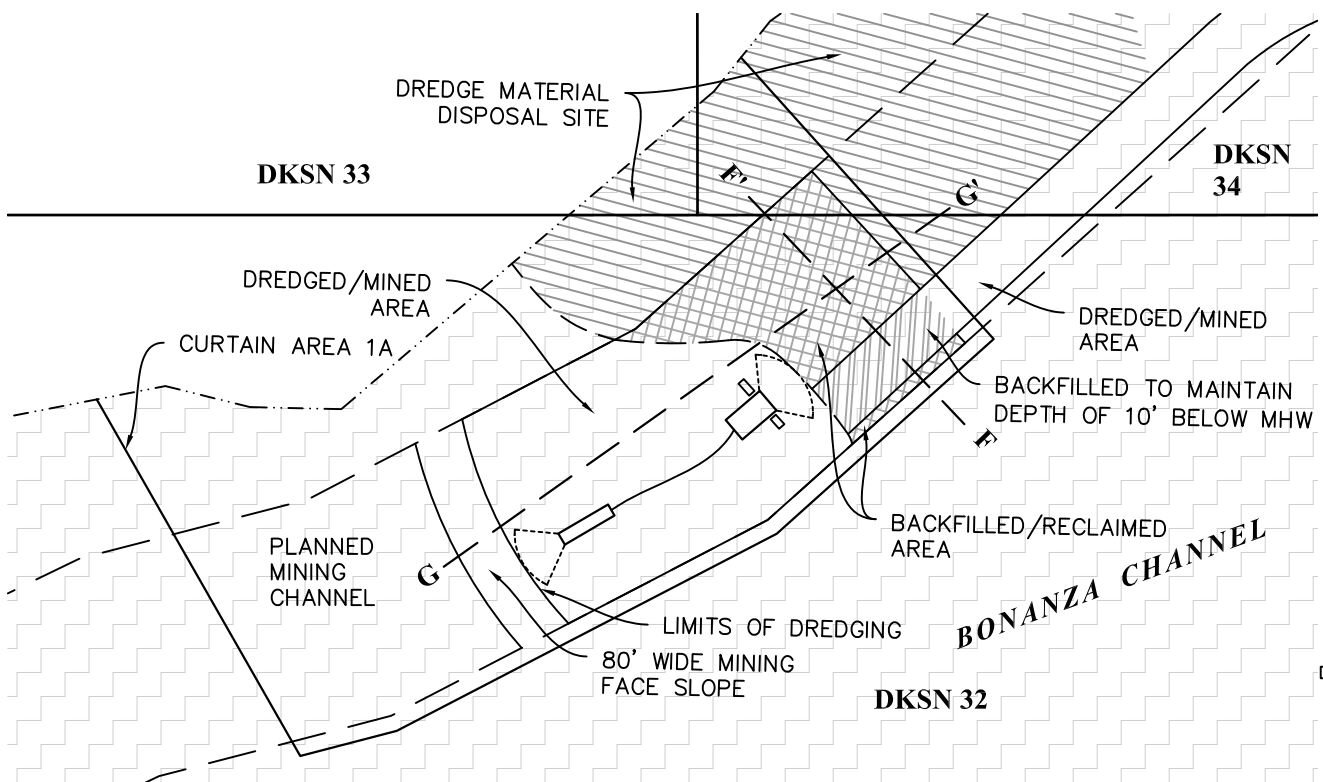 DREDGE MATERIAL
DISPOSAL SITE
DKSN 33
DKSN
34
F'
G'
DREDGED/MINED
AREA
CURTAIN AREA 1A
DREDGED/MINED
AREA
BACKFILLED TO MAINTAIN
DEPTH OF 10' BELOW MHW
F
BACKFILLED/RECLAIMED
AREA
PLANNED
MINING
CHANNEL
G
BONANZA CHANNEL
LIMITS OF DREDGING
80' WIDE MINING
FACE SLOPE
DKSN 32